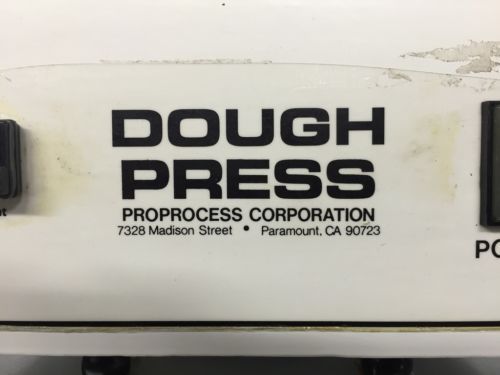 DOUGH
PRESS
PROPROCESS CORPORATION
7328 Madison Street • Paramount, CA 90723